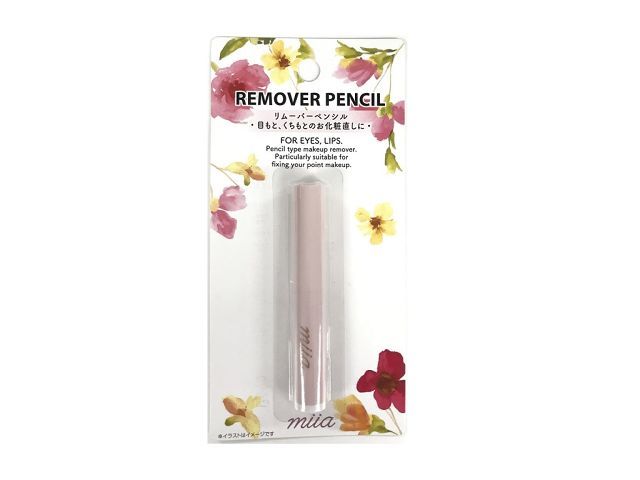 REMOVER PENCIL
リムーバーペンシル
・目もと、くちもとのお化粧直しに・
FOR EYES, LIPS.
Pencil type makeup remover.
Particularly suitable for
fixing your point makeup.
miia
miia
※イラストはイメージです